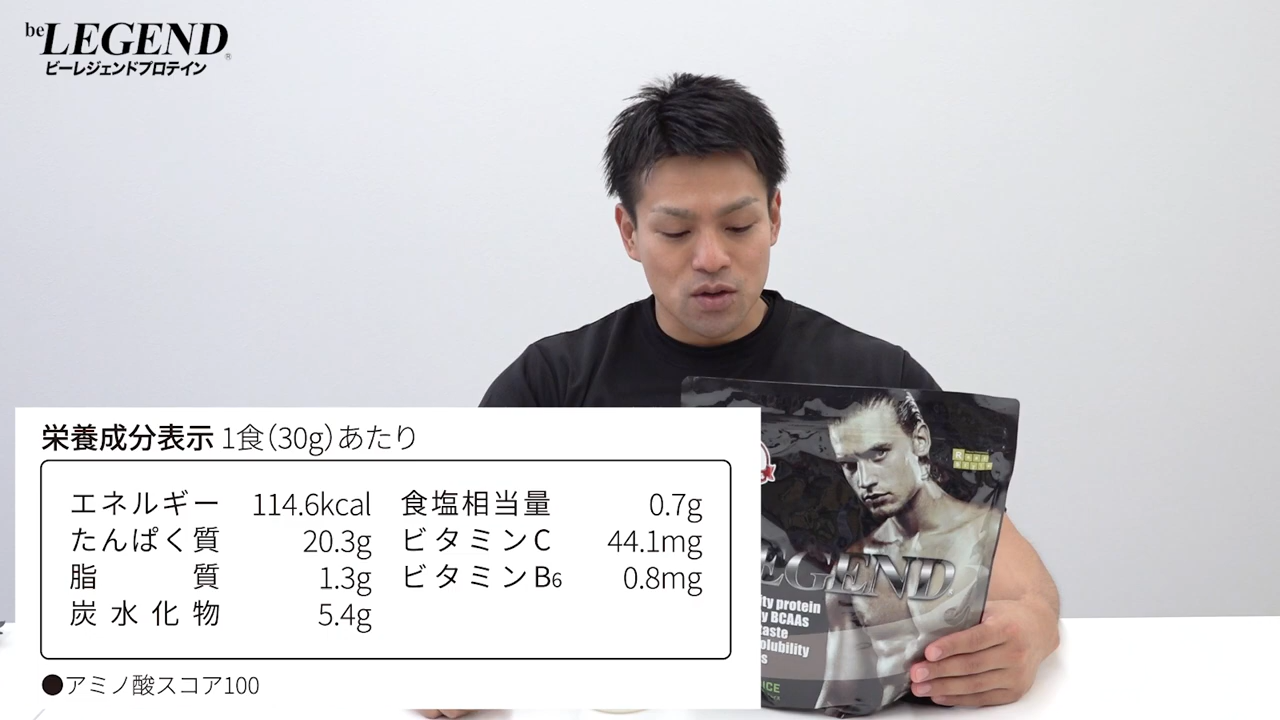 be LEGEND®
ビーレジェンドプロテイン
栄養成分表示 1食(30g)あたり
エネルギー 114.6kcal 食塩相当量 0.7g
たんぱく質 20.3g ビタミンC 44.1mg
脂質 1.3g ビタミンB6 0.8mg
炭水化物 5.4g
●アミノ酸スコア100
EGEND
ity protein
y BCAAs
taste
olubility
s
ICE